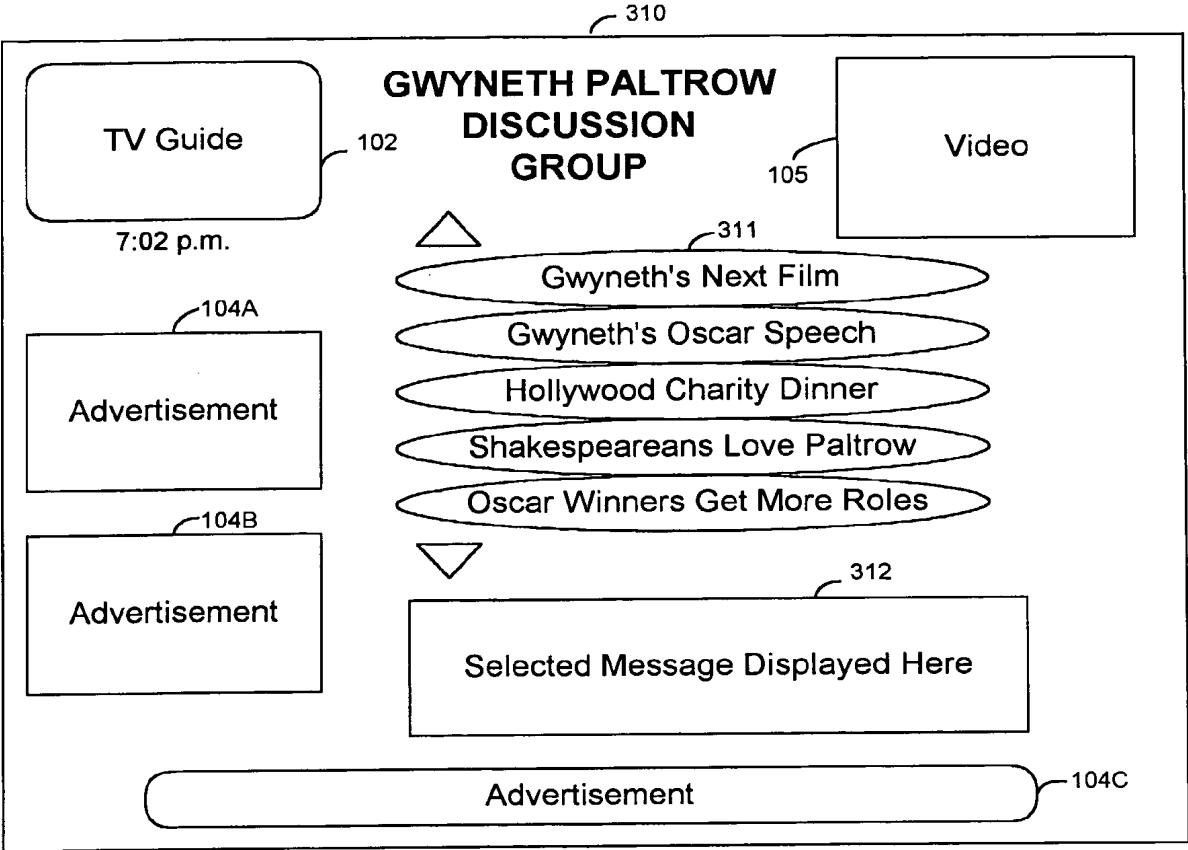 310
GWYNETH PALTROW
DISCUSSION
GROUP
TV Guide
102
Video
105
7:02 p.m.
311
Gwyneth's Next Film
Gwyneth's Oscar Speech
Hollywood Charity Dinner
Shakespeareans Love Paltrow
Oscar Winners Get More Roles
104A
Advertisement
104B
Advertisement
312
Selected Message Displayed Here
Advertisement
104C